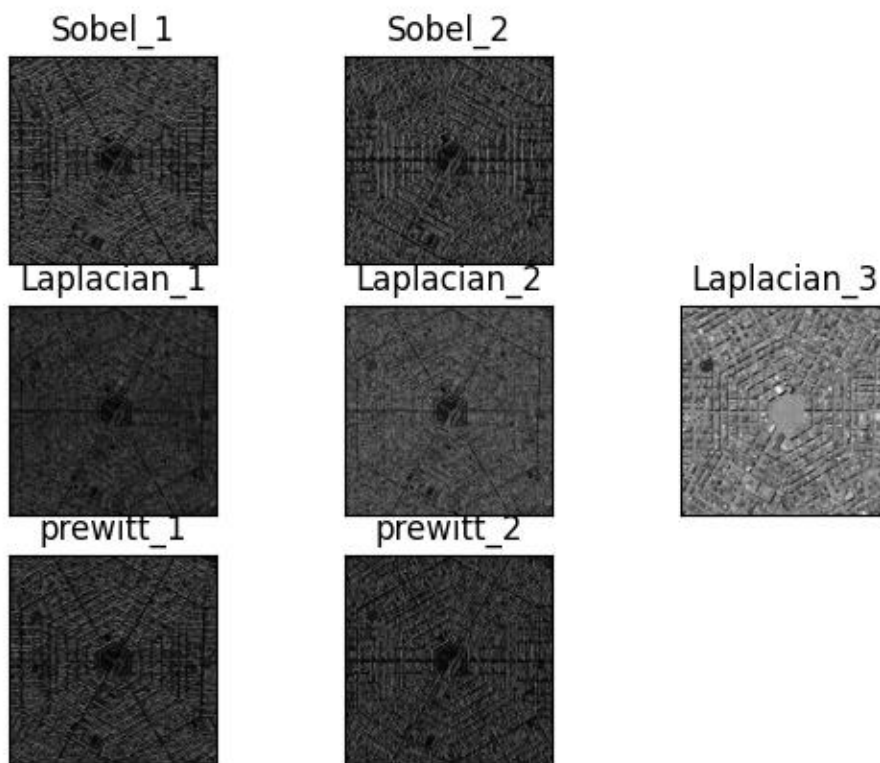 Sobel_1
Sobel_2
Laplacian_1
Laplacian_2
Laplacian_3
prewitt_1
prewitt_2